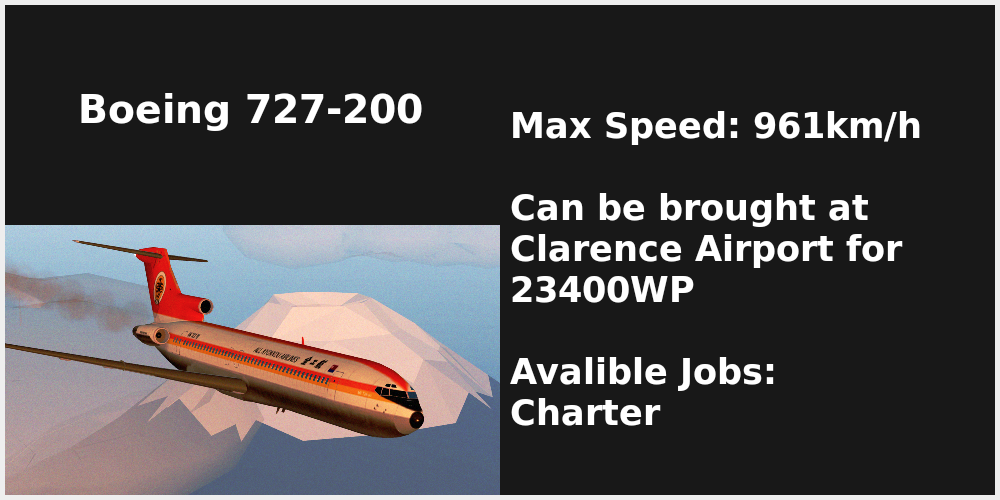 Boeing 727-200
Max Speed: 961km/h
Can be brought at
Clarence Airport for
23400WP
Avalible Jobs:
Charter